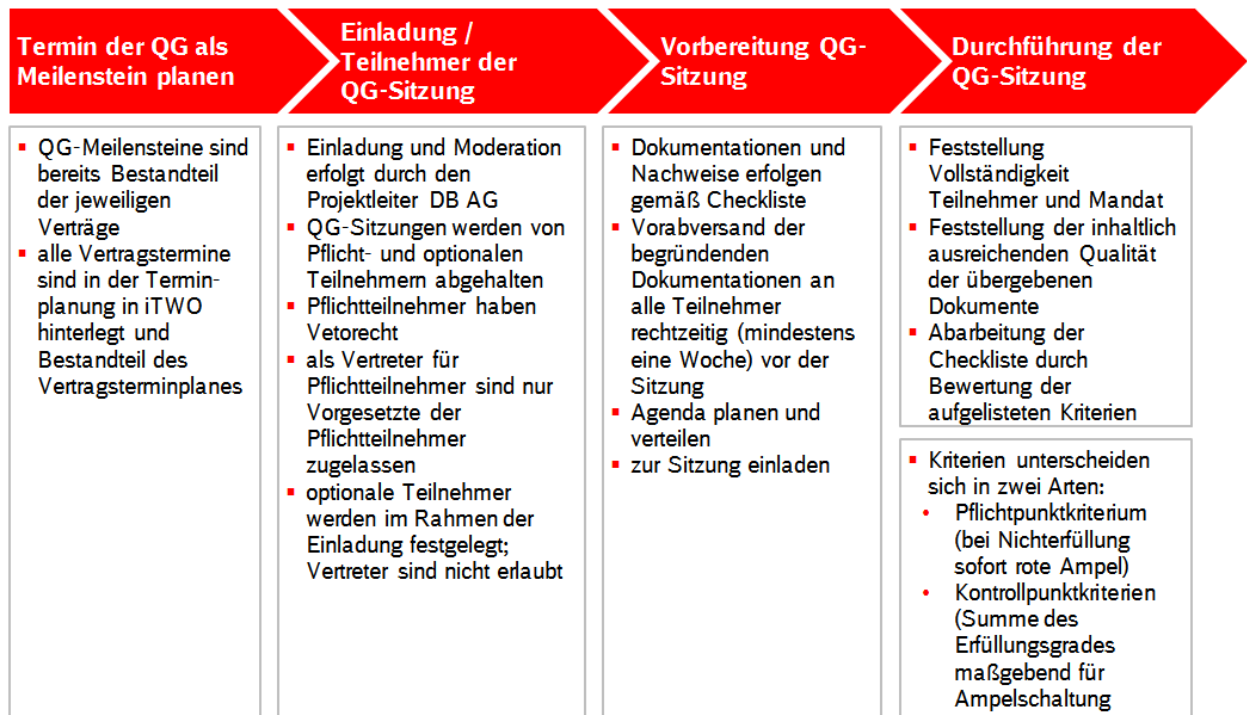 Termin der QG als
Meilenstein planen
Einladung /
Teilnehmer der
QG-Sitzung
Vorbereitung QG-
Sitzung
Durchführung der
QG-Sitzung
▪ QG-Meilensteine sind
bereits Bestandteil
der jeweiligen
Verträge
▪ alle Vertragstermine
sind in der Termin-
planung in iTWO
hinterlegt und
Bestandteil des
Vertragsterminplanes
▪ Einladung und Moderation
erfolgt durch den
Projektleiter DB AG
▪ QG-Sitzungen werden von
Pflicht- und optionalen
Teilnehmern abgehalten
▪ Pflichtteilnehmer haben
Vetorecht
▪ als Vertreter für
Pflichtteilnehmer sind nur
Vorgesetzte der
Pflichtteilnehmer
zugelassen
▪ optionale Teilnehmer
werden im Rahmen der
Einladung festgelegt;
Vertreter sind nicht erlaubt
▪ Dokumentationen und
Nachweise erfolgen
gemäß Checkliste
▪ Vorabversand der
begründenden
Dokumentationen an
alle Teilnehmer
rechtzeitig (mindestens
eine Woche) vor der
Sitzung
▪ Agenda planen und
verteilen
▪ zur Sitzung einladen
▪ Feststellung
Vollständigkeit
Teilnehmer und Mandat
▪ Feststellung der inhaltlich
ausreichenden Qualität
der übergebenen
Dokumente
▪ Abarbeitung der
Checkliste durch
Bewertung der
aufgelisteten Kriterien
▪ Kriterien unterscheiden
sich in zwei Arten:
• Pflichtpunktkriterium
(bei Nichterfüllung
sofort rote Ampel)
• Kontrollpunktkriterien
(Summe des
Erfüllungsgrades
maßgebend für
Ampelschaltung